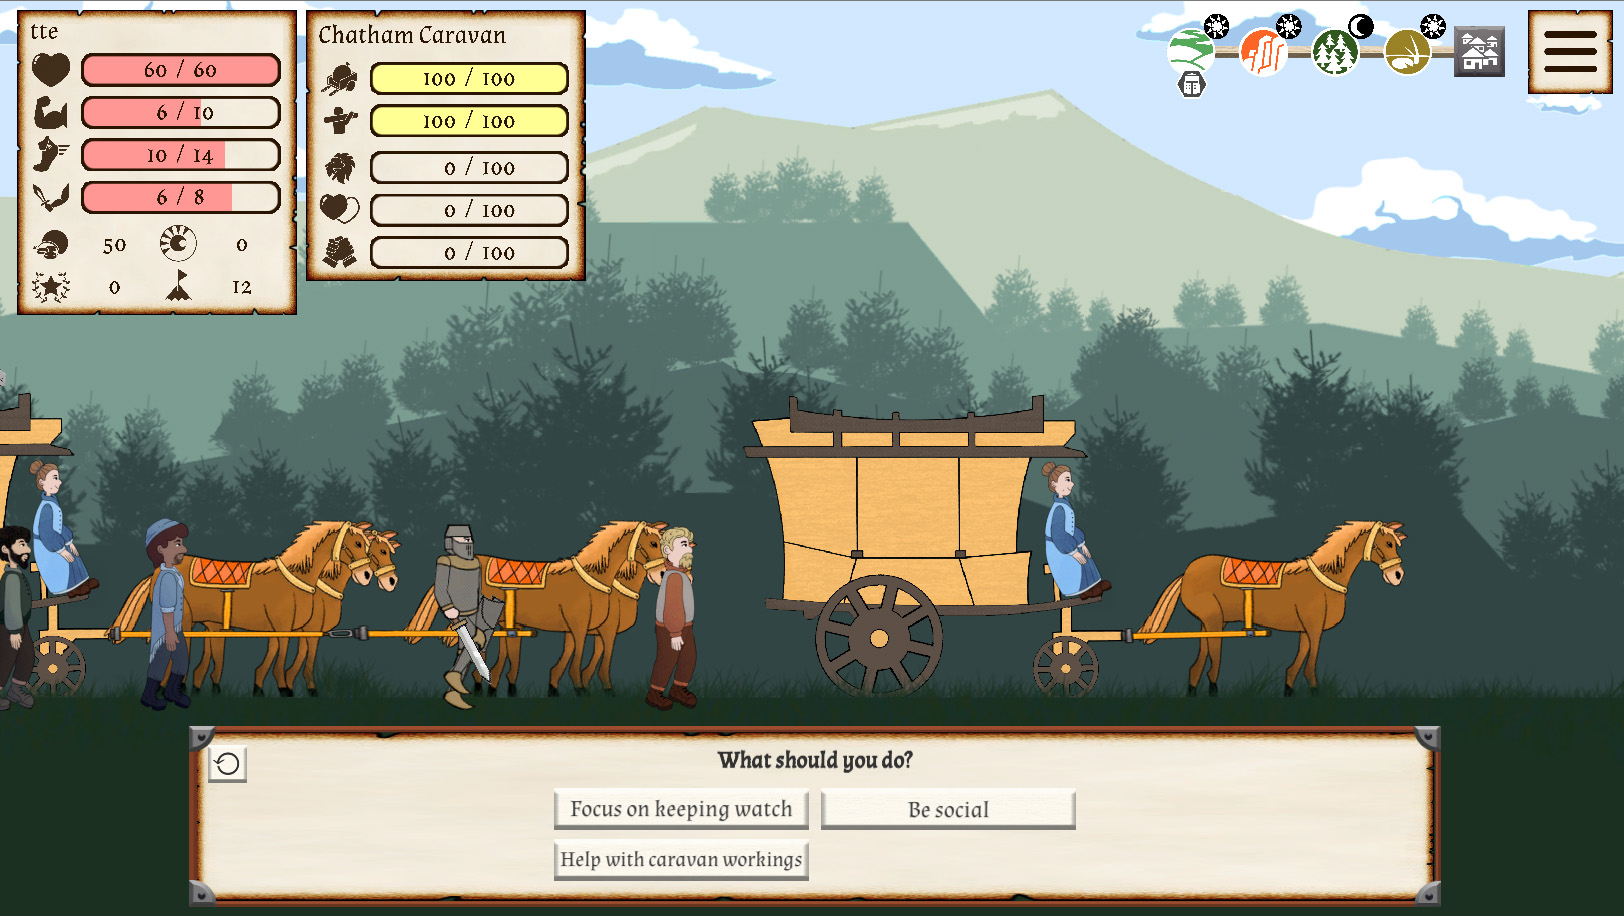 tte
60 / 60
6 / 10
10 / 14
6 / 8
50 0
0 12
Chatham Caravan
100 / 100
100 / 100
0 / 100
0 / 100
0 / 100
What should you do?
Focus on keeping watch
Be social
Help with caravan workings